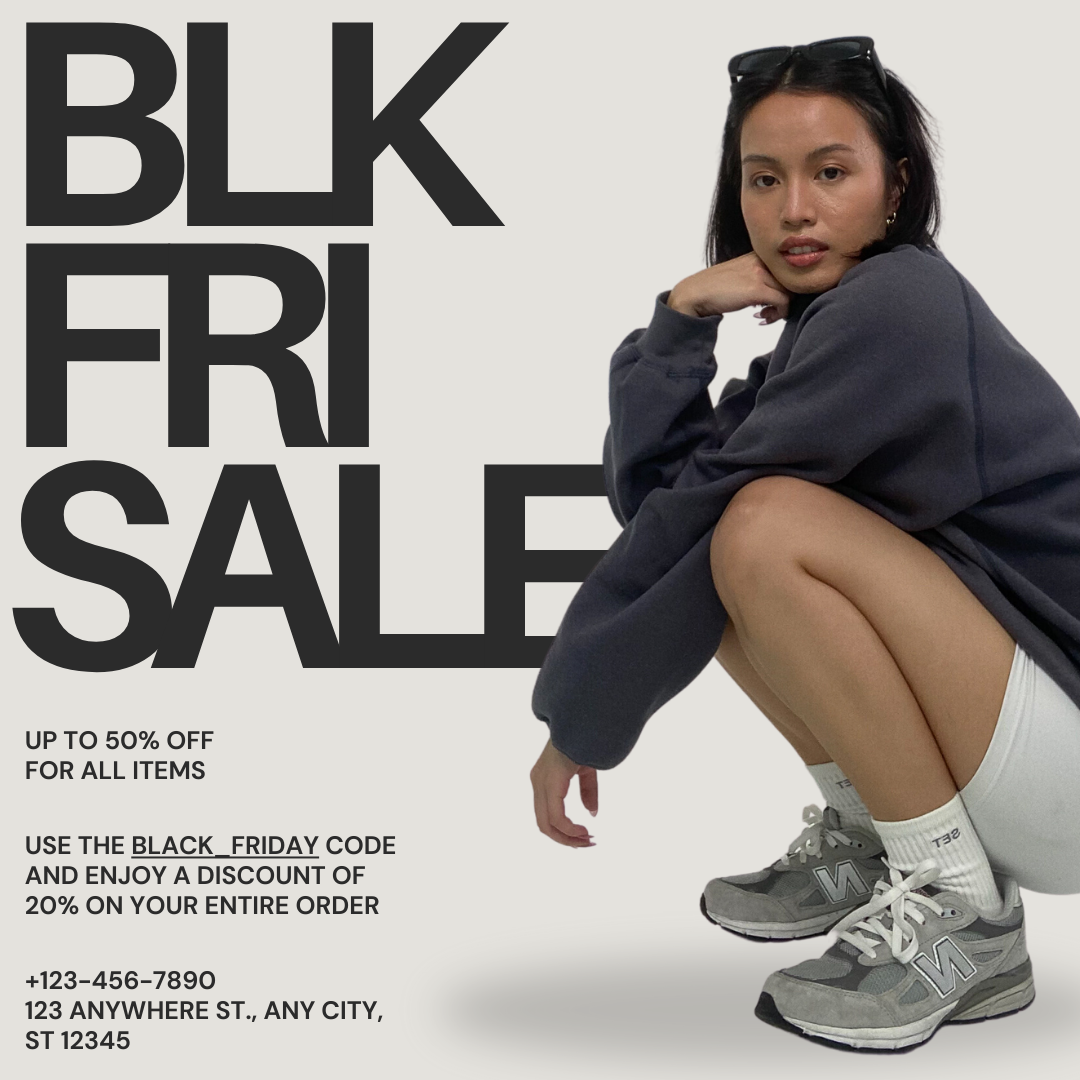 BLK
FRI
SALE
UP TO 50% OFF
FOR ALL ITEMS
USE THE BLACK_FRIDAY CODE
AND ENJOY A DISCOUNT OF
20% ON YOUR ENTIRE ORDER
+123-456-7890
123 ANYWHERE ST., ANY CITY,
ST 12345
SET
N
N